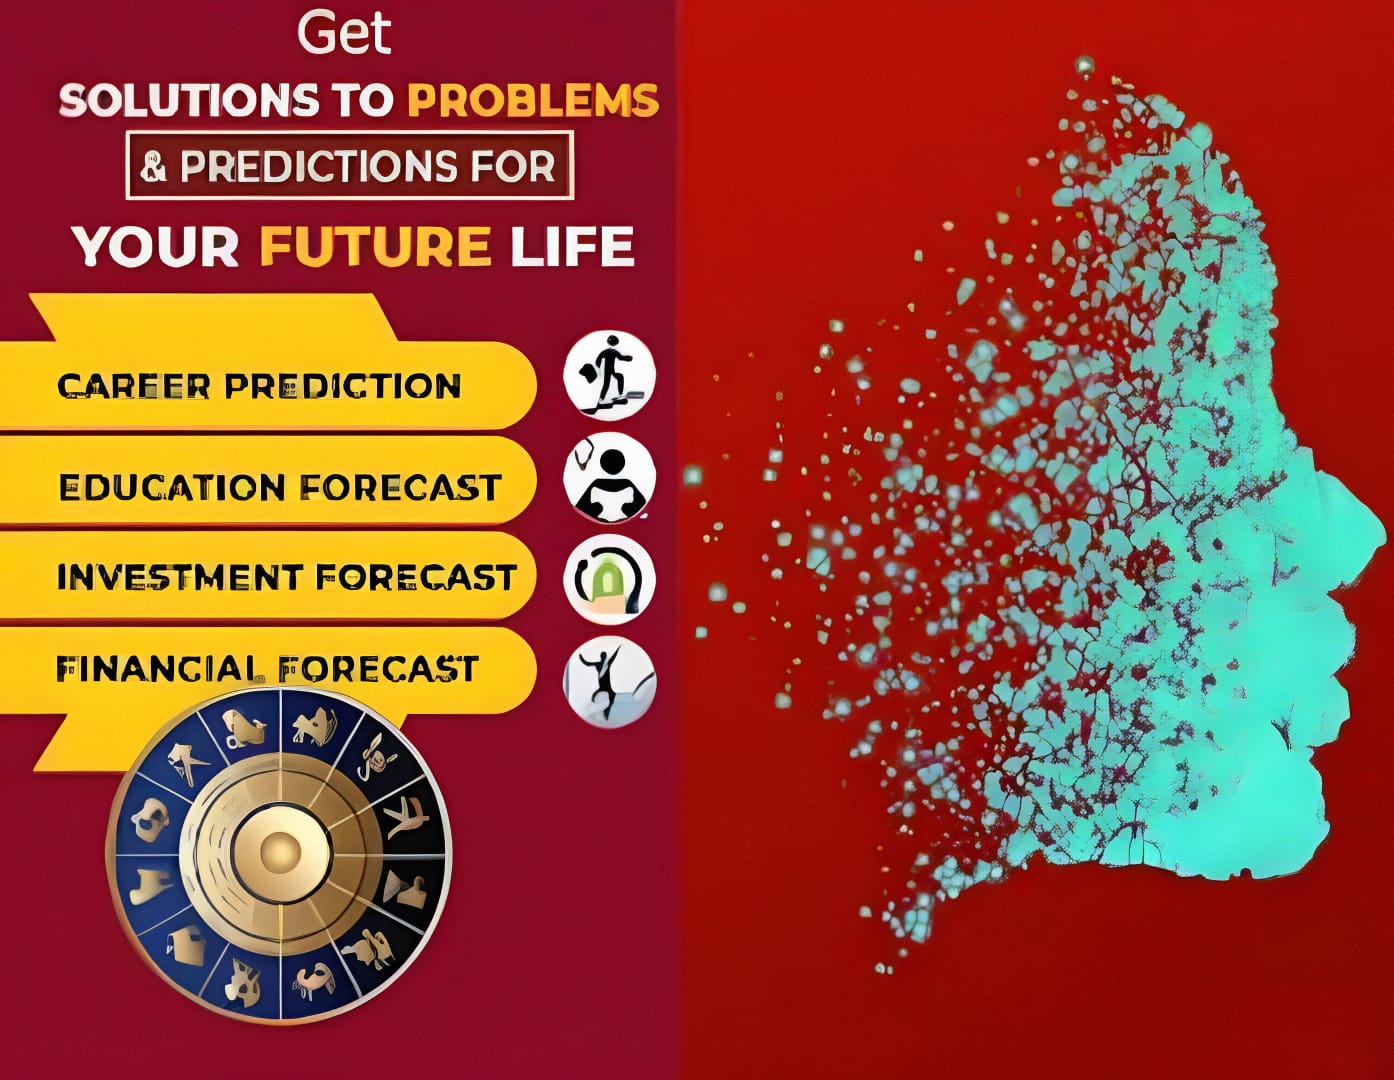 Get
SOLUTIONS TO PROBLEMS
& PREDICTIONS FOR
YOUR FUTURE LIFE
CAREER PREDICTION
EDUCATION FORECAST
INVESTMENT FORECAST
FINANCIAL FORECAST